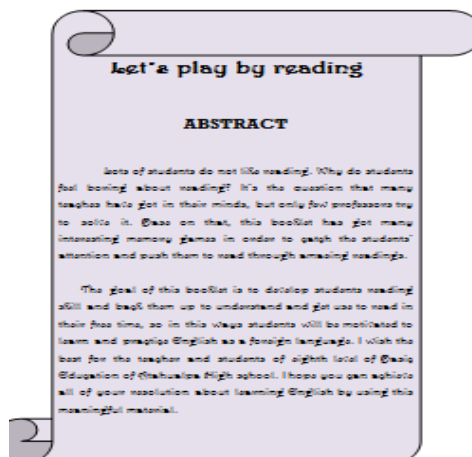 Let's play by reading
ABSTRACT
Lots of students do not like reading. Why do students
feel boring about reading? It's the question that many
teaches have got in their minds, but only few professors try
to solve it. Base on that, this booklet has got many
interesting memory games in order to catch the students'
attention and push them to read through amazing readings.
The goal of this booklet is to develop students reading
skill and back them up to understand and get use to read in
their free time, so in this ways students will be motivated to
learn and practice English as a foreign language. I wish the
best for the teacher and students of eighth level of Basic
Education of Atahualpa High school. I hope you can achieve
all of your resolution about learning English by using this
meaningful material.